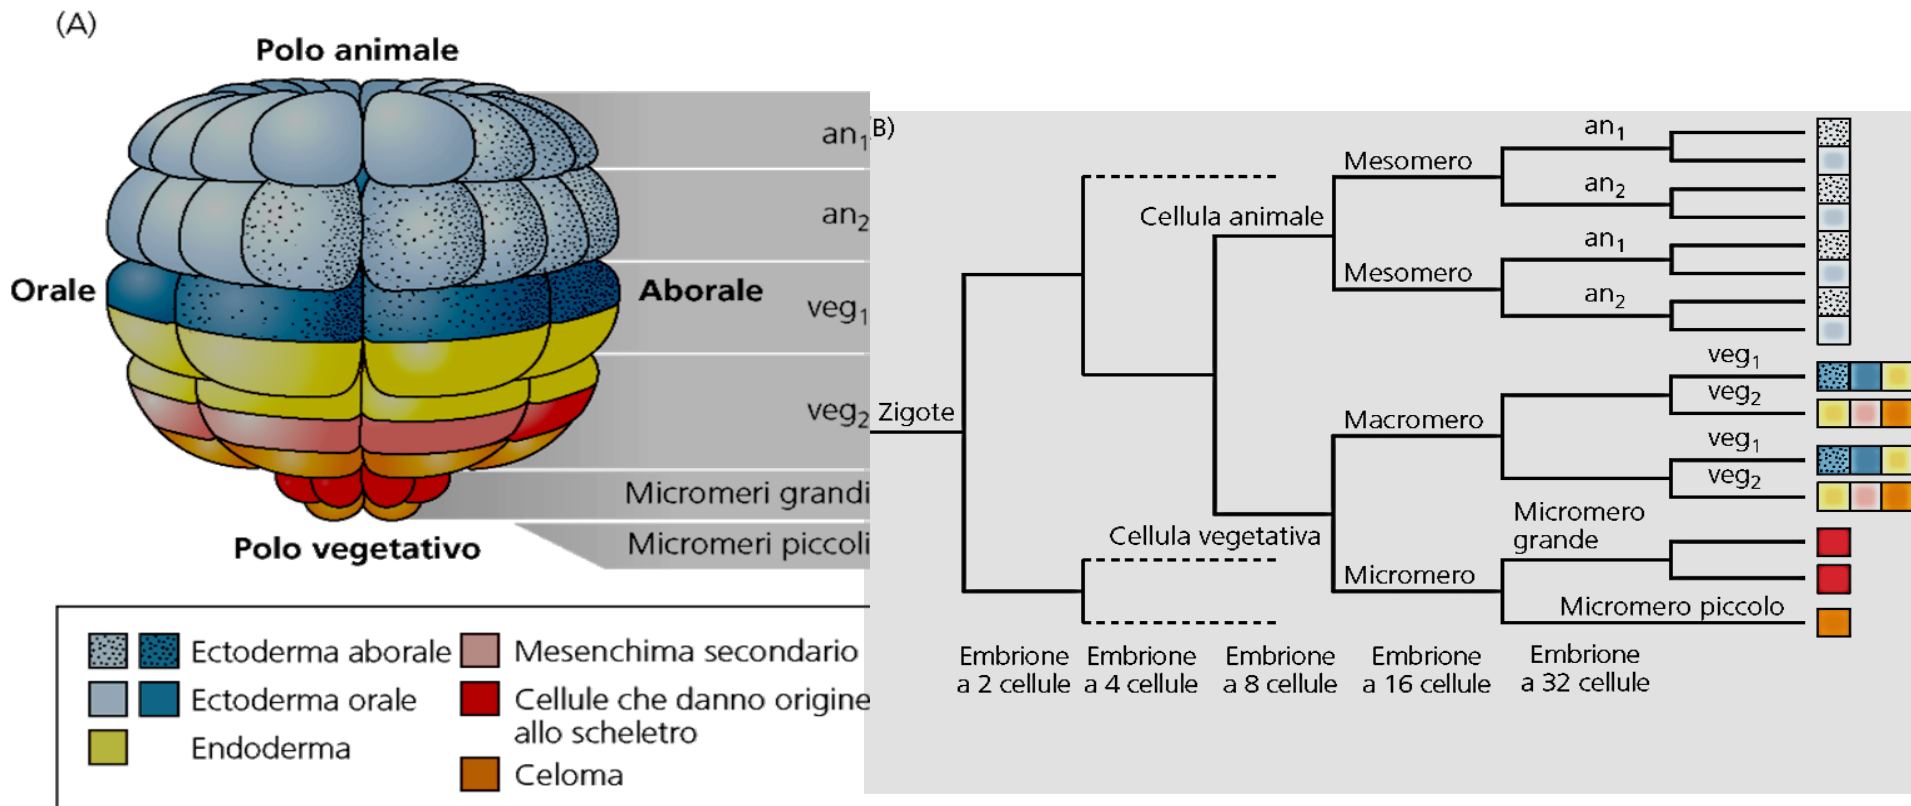 (A)
Polo animale
an1
an2
Orale
Aborale
veg1
veg2
Micromeri grandi
Polo vegetativo
Micromeri piccoli
Ectoderma aborale
Ectoderma orale
Endoderma
Mesenchima secondario
Cellule che danno origine
allo scheletro
Celoma
B)
an1
Mesomero
an2
Cellula animale
an1
Mesomero
an2
veg1
veg2
Zigote
Macromero
veg1
veg2
Micromero
grande
Cellula vegetativa
Micromero
Micromero piccolo
Embrione
a 2 cellule
Embrione
a 4 cellule
Embrione
a 8 cellule
Embrione
a 16 cellule
Embrione
a 32 cellule